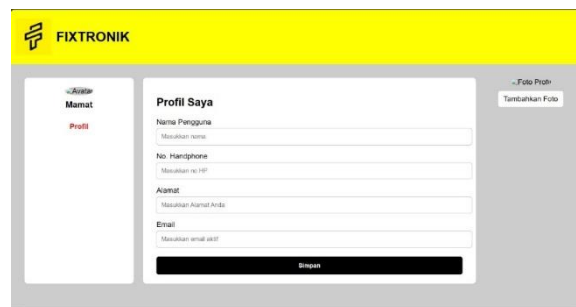 FIXTRONIK
Avatar
Mamat
Profil
Profil Saya
Nama Pengguna
Masukkan nama
No. Handphone
Masukkan no HP
Alamat
Masukkan Alamat Anda
Email
Masukkan email aktif
Simpan
Foto Profil
Tambahkan Foto